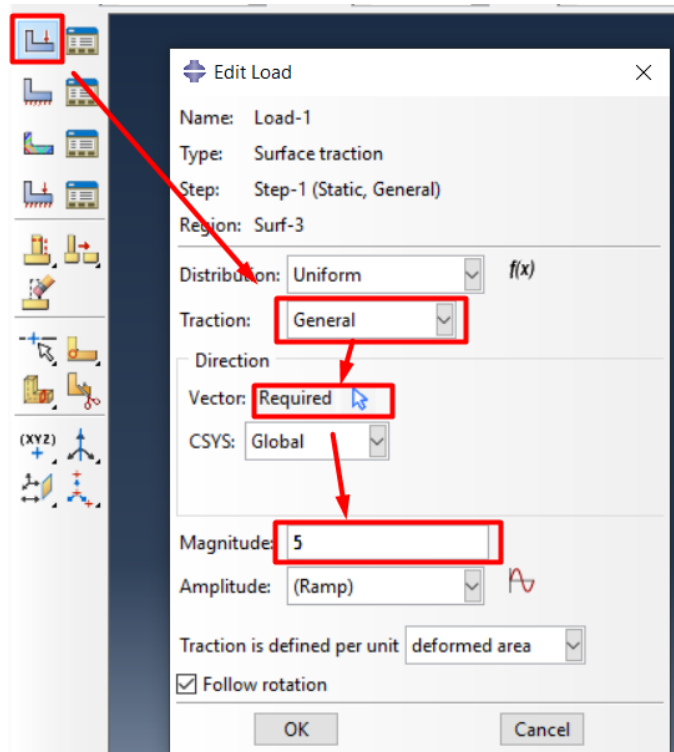 Edit Load
Name: Load-1
Type: Surface traction
Step: Step-1 (Static, General)
Region: Surf-3
Distribution: Uniform f(x)
Traction: General
Direction
Vector: Required
CSYS: Global
Magnitude: 5
Amplitude: (Ramp)
Traction is defined per unit deformed area
Follow rotation
OK Cancel
(XYZ)